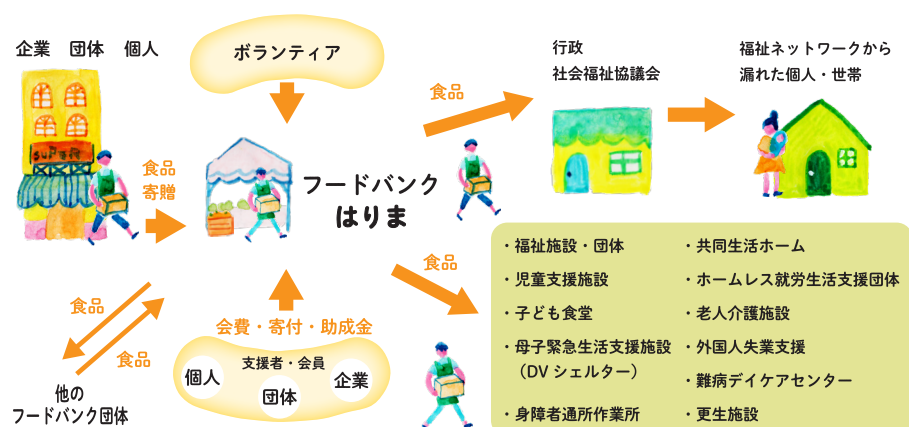 企業　団体　個人
ボランティア
行政
社会福祉協議会
福祉ネットワークから
漏れた個人・世帯
食品
SUPER
食品
寄贈
フードバンク
はりま
食品
食品
食品
会費・寄付・助成金
支援者・会員
個人
団体
企業
他の
フードバンク団体
・福祉施設・団体
・児童支援施設
・子ども食堂
・母子緊急生活支援施設
（DVシェルター）
・身障者通所作業所
・共同生活ホーム
・ホームレス就労生活支援団体
・老人介護施設
・外国人失業支援
・難病デイケアセンター
・更生施設